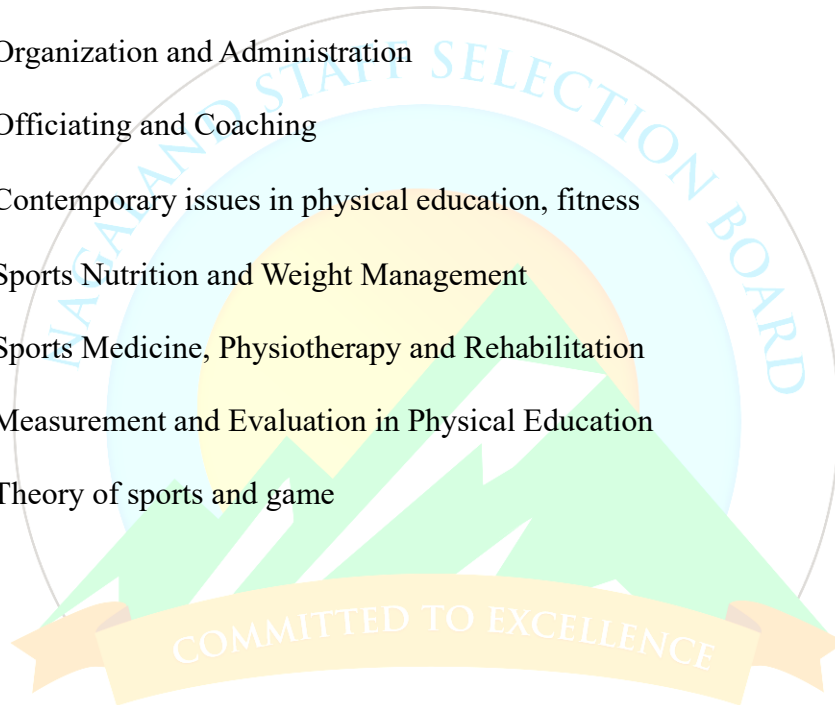 Organization and Administration
Officiating and Coaching
Contemporary issues in physical education, fitness
Sports Nutrition and Weight Management
Sports Medicine, Physiotherapy and Rehabilitation
Measurement and Evaluation in Physical Education
Theory of sports and game
NAGALAND STAFF SELECTION BOARD
COMMITTED TO EXCELLENCE